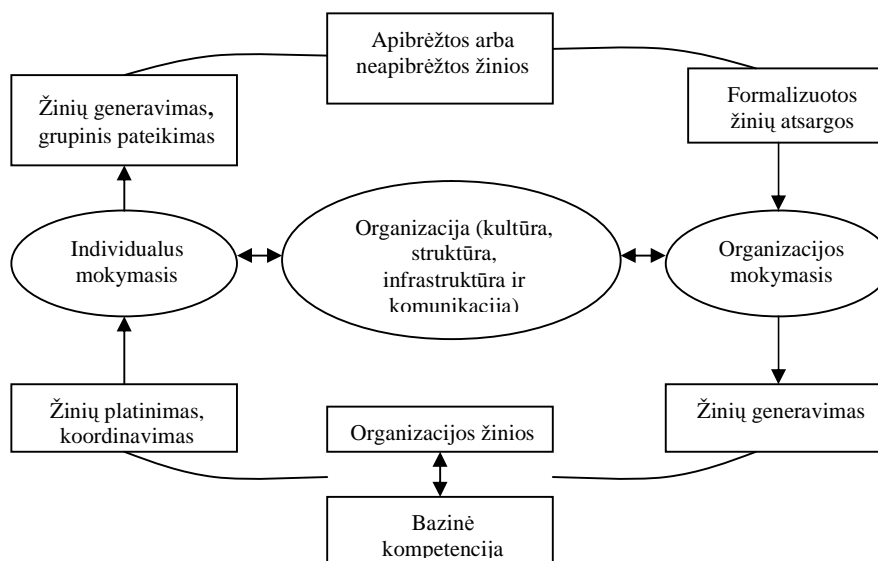 Apibrėžtos arba
neapibrėžtos žinios
Žinių generavimas,
grupinis pateikimas
Formalizuotos
žinių atsargos
Individualus
mokymasis
Organizacija (kultūra,
struktūra,
infrastruktūra ir
komunikacija)
Organizacijos
mokymasis
Žinių platinimas,
koordinavimas
Organizacijos žinios
Žinių generavimas
Bazinė
kompetencija